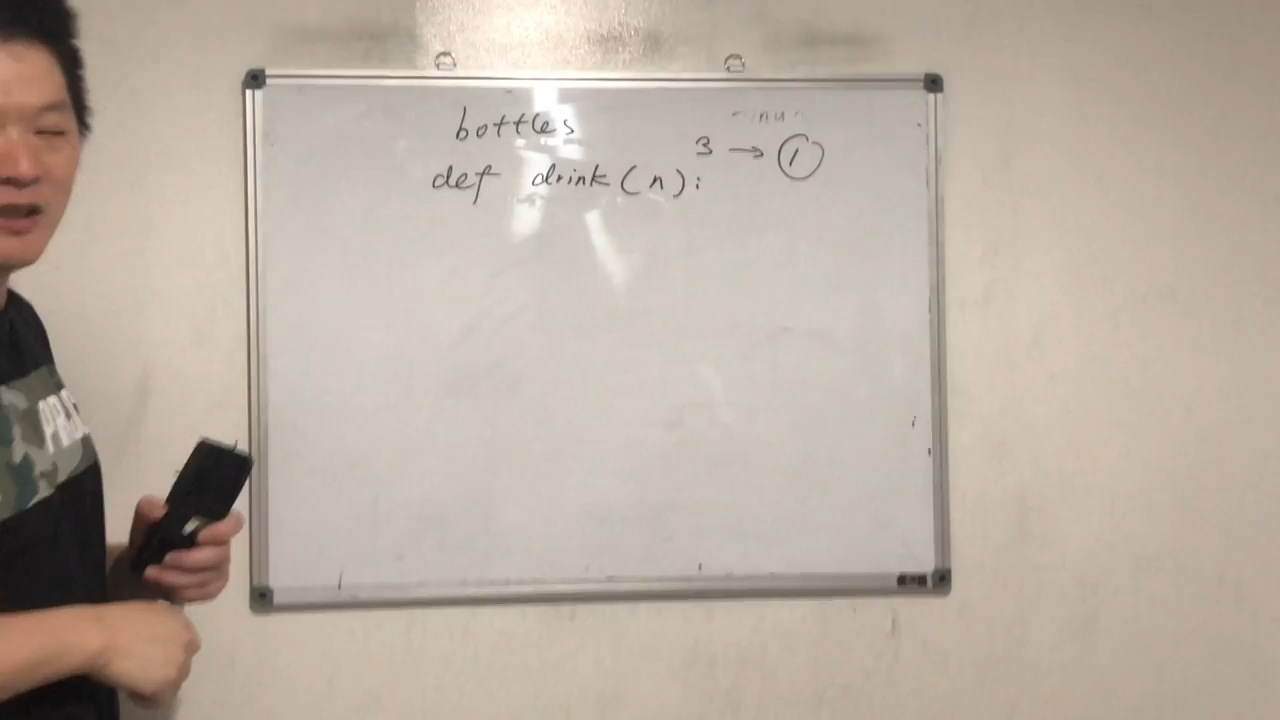 bottles
3 → 1
def drink(n):